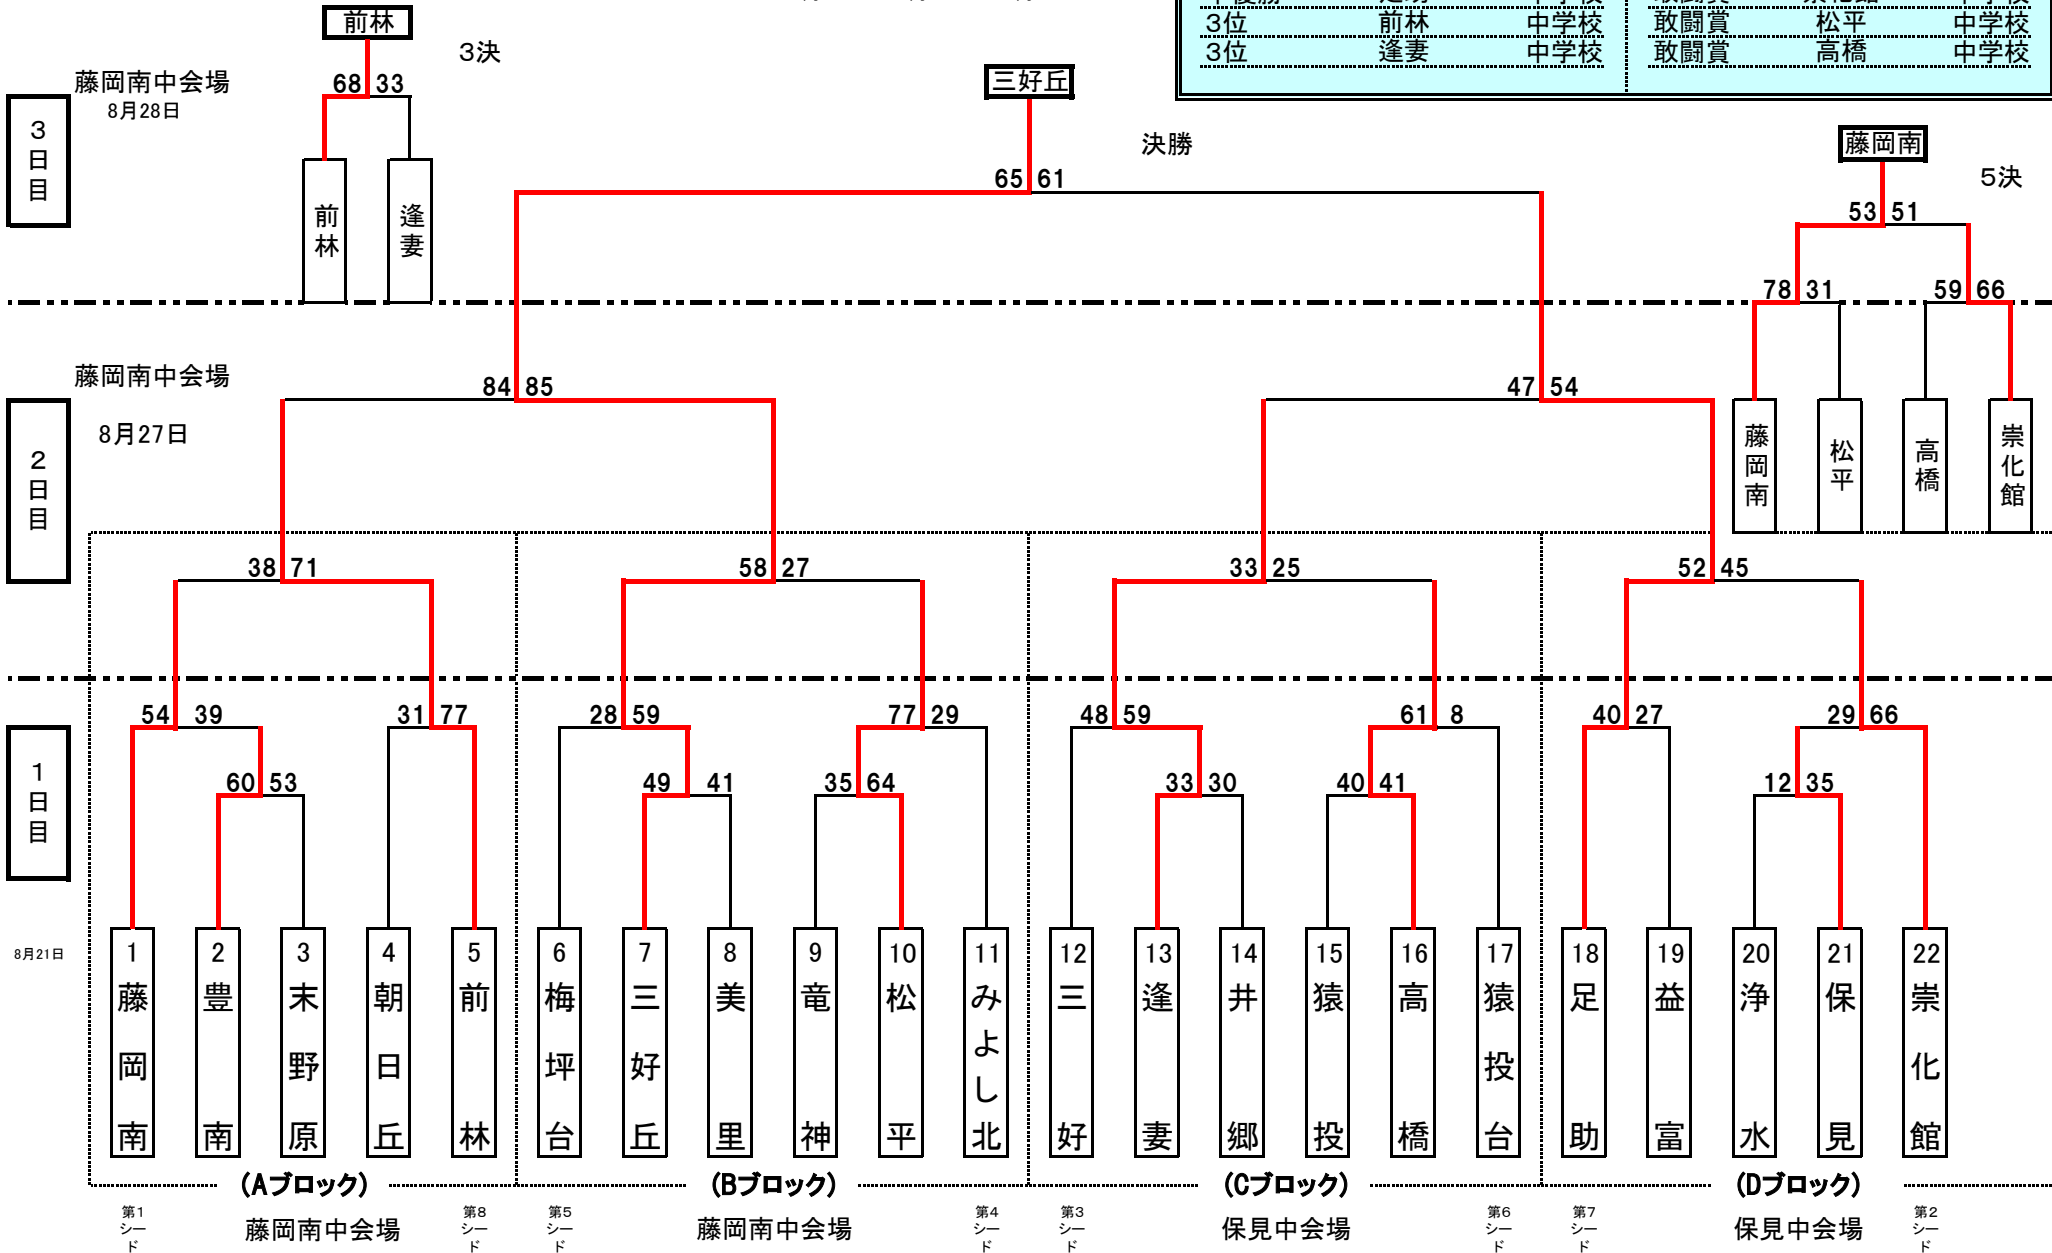 3位 前林 中学校 敢闘賞 松平 中学校
3位 逢妻 中学校 敢闘賞 高橋 中学校
前林
3決
藤岡南中会場
8月28日
68 33
3日目
前林
逢妻
三好丘
決勝
65 61
藤岡南
5決
53 51
78 31
59 66
藤岡南
松平
高橋
崇化館
藤岡南中会場
8月27日
2日目
84 85
47 54
38 71
58 27
33 25
52 45
1日目
8月21日
54 39
31 77
28 59
77 29
48 59
61 8
40 27
29 66
60 53
49 41
35 64
33 30
40 41
12 35
1 藤岡南
2 豊南
3 末野原
4 朝日丘
5 前林
6 梅坪台
7 三好丘
8 美里
9 竜神
10 松平
11 みよし北
12 三好
13 逢妻
14 井郷
15 猿投
16 高橋
17 猿投台
18 足助
19 益富
20 浄水
21 保見
22 崇化館
(Aブロック)
(Bブロック)
(Cブロック)
(Dブロック)
第1シード
藤岡南中会場
第8シード
第5シード
藤岡南中会場
第4シード
第3シード
保見中会場
第6シード
第7シード
保見中会場
第2シード